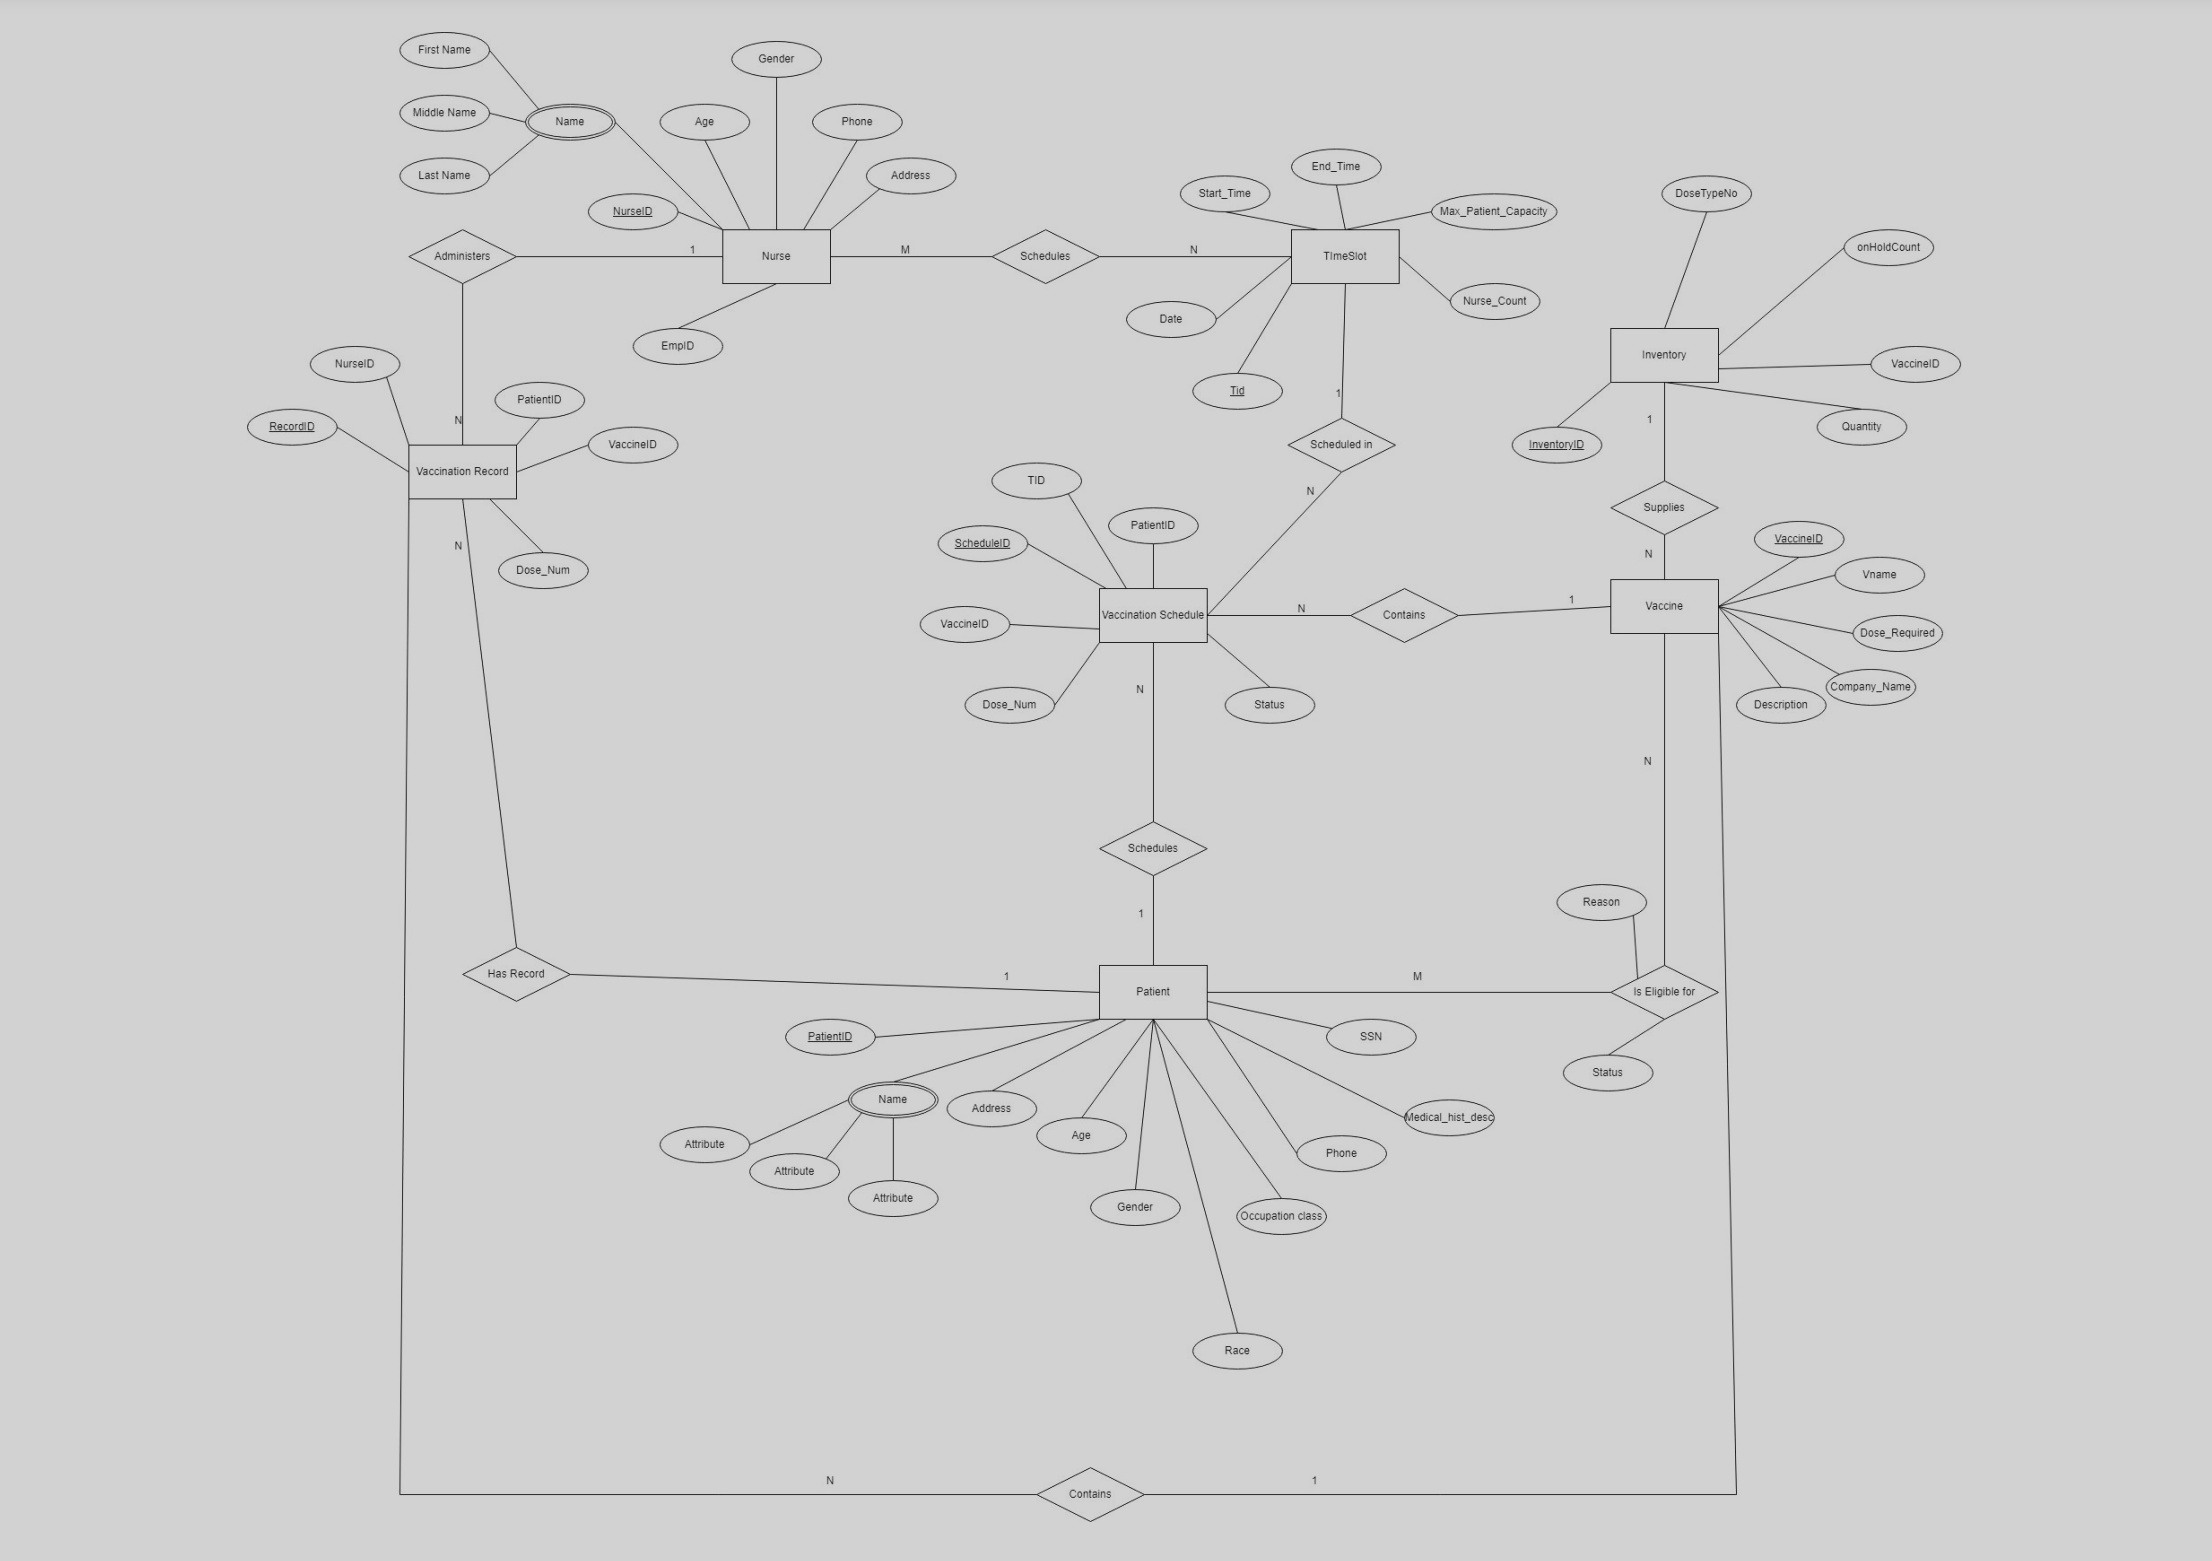 First Name
Gender
Middle Name
Name
Age
Phone
Last Name
Address
NurseID
End_Time
Start_Time
Max_Patient_Capacity
DoseTypeNo
Administers
1
Nurse
M
Schedules
N
TImeSlot
onHoldCount
Date
Nurse_Count
EmpID
Inventory
VaccineID
NurseID
PatientID
Tid
1
RecordID
N
VaccineID
Scheduled in
1
Quantity
InventoryID
Vaccination Record
TID
N
Supplies
PatientID
VaccineID
ScheduleID
N
N
Dose_Num
Vname
VaccineID
Vaccination Schedule
N
Contains
1
Vaccine
Dose_Required
Dose_Num
N
Status
Description
Company_Name
N
Schedules
Reason
1
Has Record
1
Patient
M
Is Eligible for
PatientID
SSN
Status
Name
Address
Age
Medical_hist_desc
Attribute
Attribute
Attribute
Phone
Gender
Occupation class
Race
N
Contains
1